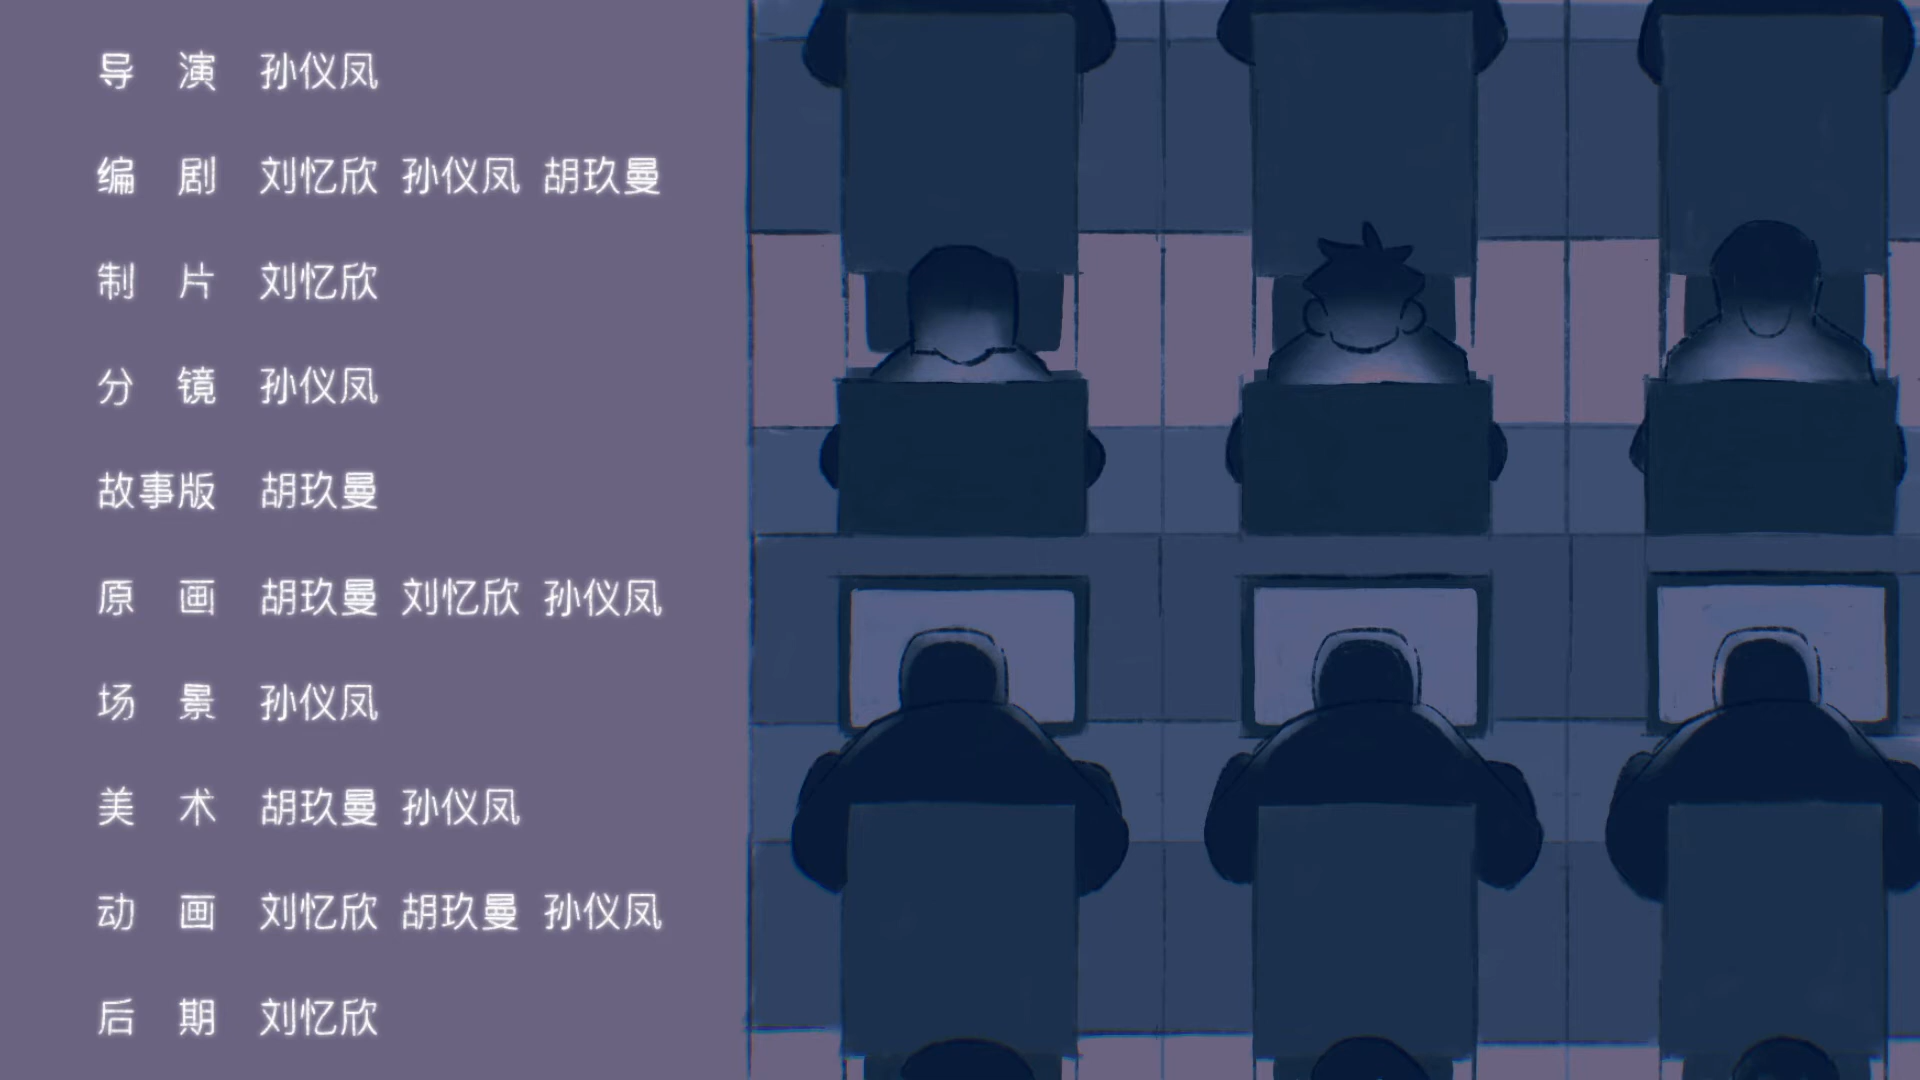 导 演 孙仪凤
编 剧 刘忆欣 孙仪凤 胡玖曼
制 片 刘忆欣
分 镜 孙仪凤
故事版 胡玖曼
原 画 胡玖曼 刘忆欣 孙仪凤
场 景 孙仪凤
美 术 胡玖曼 孙仪凤
动 画 刘忆欣 胡玖曼 孙仪凤
后 期 刘忆欣